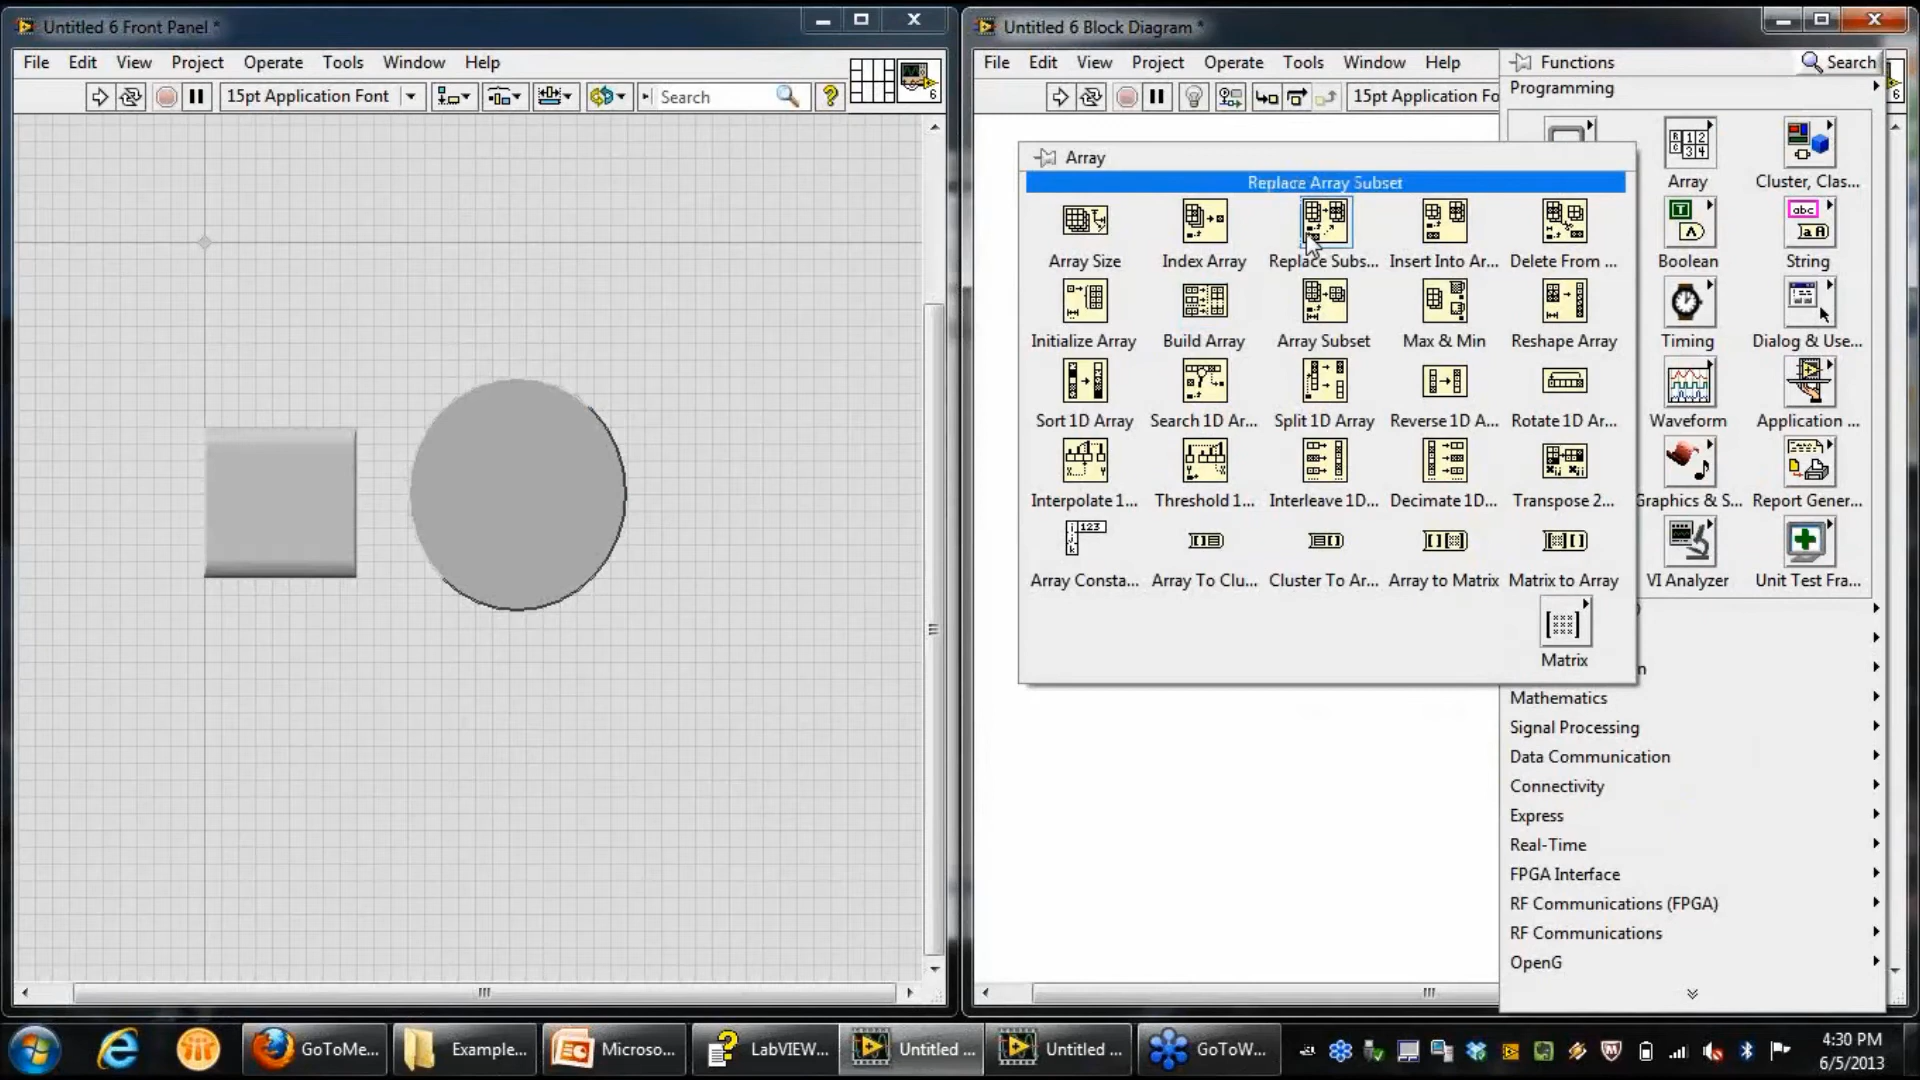 Untitled 6 Front Panel *
File Edit View Project Operate Tools Window Help
15pt Application Font
Search
6
Untitled 6 Block Diagram *
File Edit View Project Operate Tools Window Help
15pt Application Fo
6
Functions
Search
Programming
Array
Cluster, Clas...
Boolean
String
Timing
Dialog & Use...
Waveform
Application ...
Graphics & S...
Report Gener...
VI Analyzer
Unit Test Fra...
Array
Replace Array Subset
Array Size
Index Array
Replace Subs...
Insert Into Ar...
Delete From ...
Initialize Array
Build Array
Array Subset
Max & Min
Reshape Array
Sort 1D Array
Search 1D Ar...
Split 1D Array
Reverse 1D A...
Rotate 1D Ar...
Interpolate 1...
Threshold 1...
Interleave 1D...
Decimate 1D...
Transpose 2...
Array Consta...
Array To Clu...
Cluster To Ar...
Array to Matrix
Matrix to Array
Matrix
Mathematics
Signal Processing
Data Communication
Connectivity
Express
Real-Time
FPGA Interface
RF Communications (FPGA)
RF Communications
OpenG
GoToMe...
Example...
Microso...
LabVIEW...
Untitled ...
Untitled ...
GoToW...
4:30 PM
6/5/2013